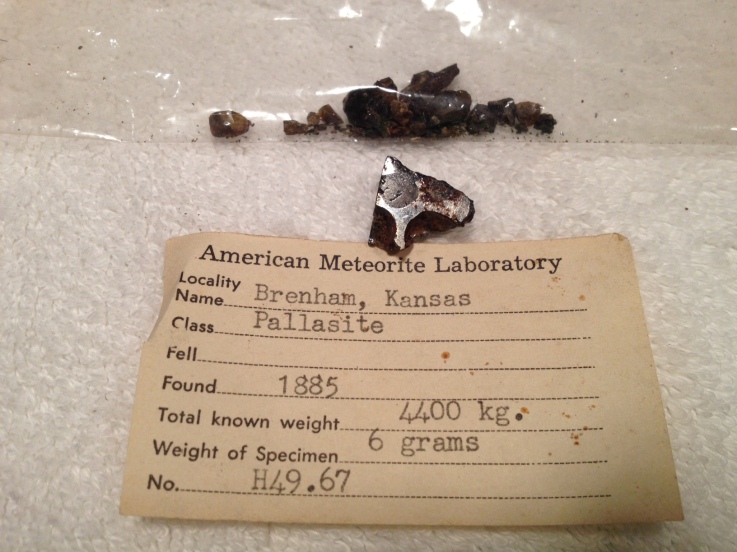 American Meteorite Laboratory
Locality
Name Brenham, Kansas
Class Pallasite
Fell
Found 1885
Total known weight 4400 kg.
Weight of Specimen 6 grams
No. H49.67